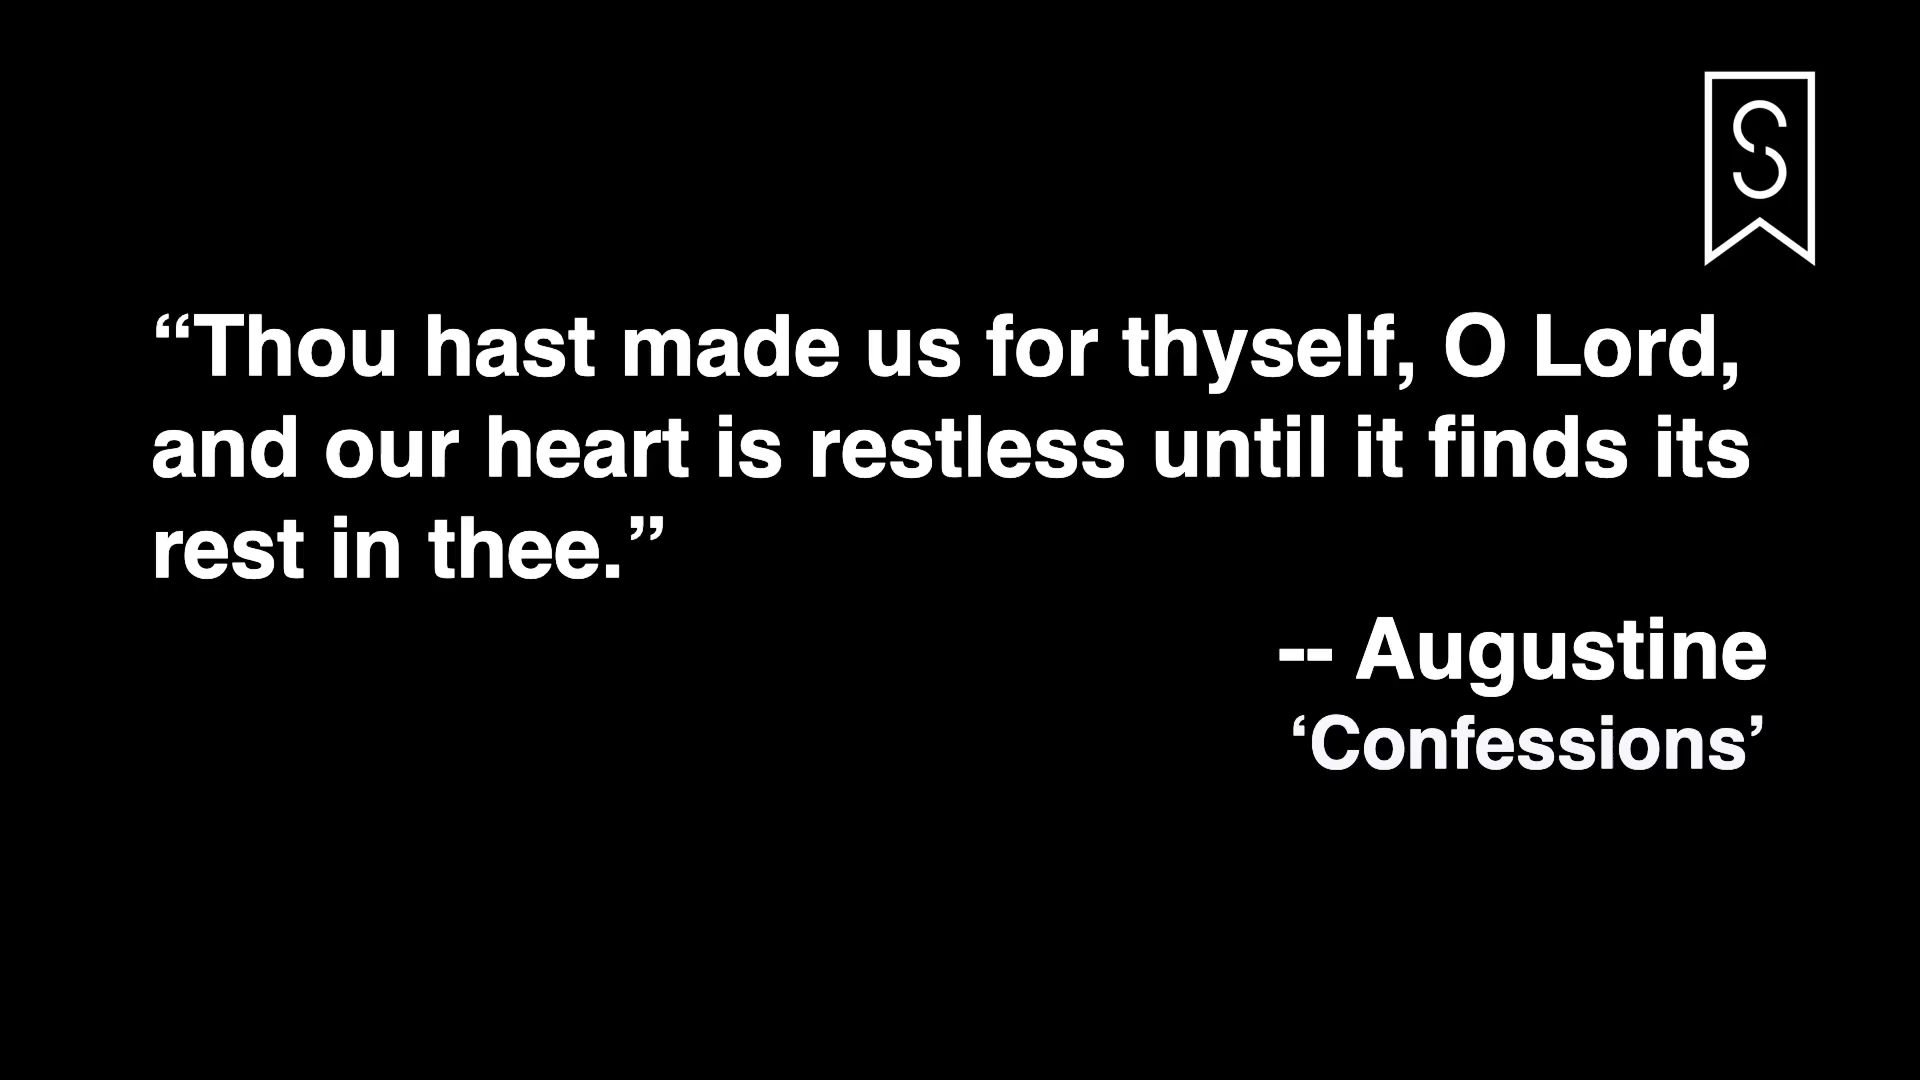 S
“Thou hast made us for thyself, O Lord,
and our heart is restless until it finds its
rest in thee.”
-- Augustine
‘Confessions’